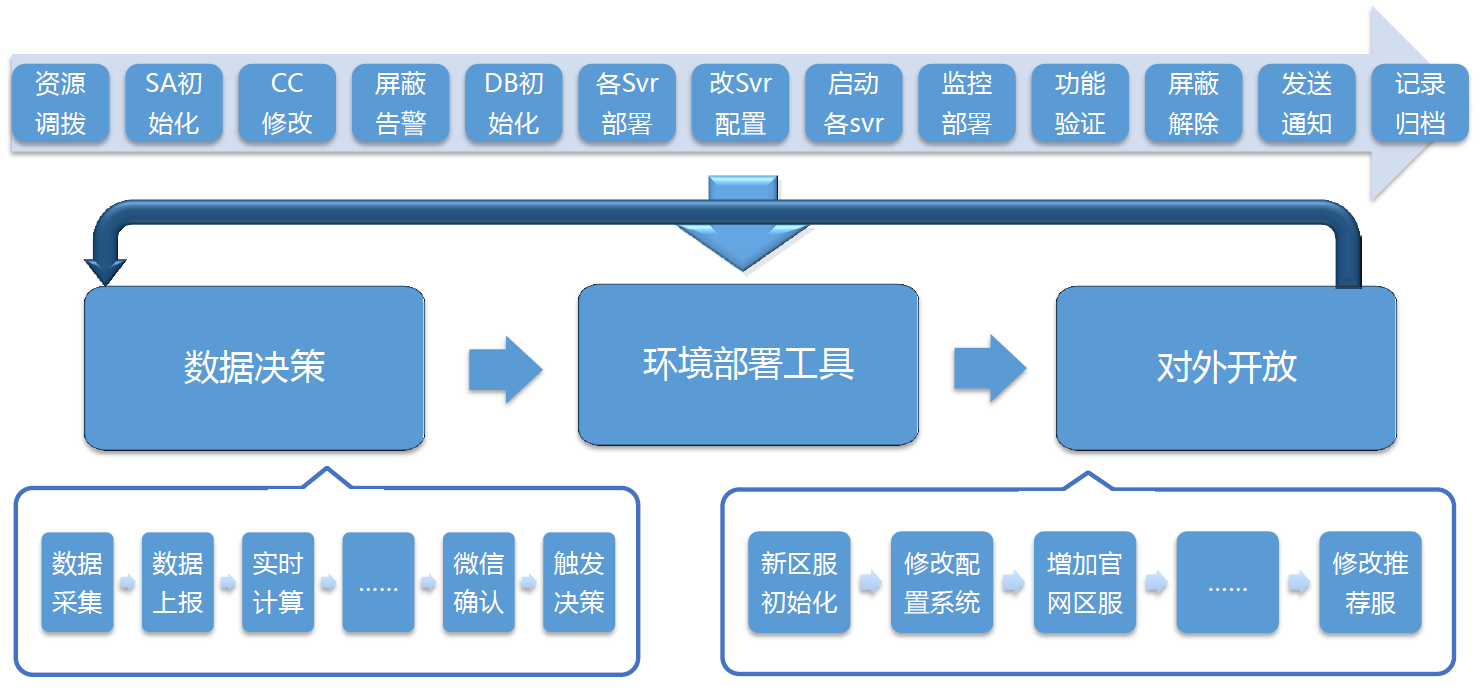 资源
调拨
SA初
始化
CC
修改
屏蔽
告警
DB初
始化
各Svr
部署
改Svr
配置
启动
各svr
监控
部署
功能
验证
屏蔽
解除
发送
通知
记录
归档
数据决策
环境部署工具
对外开放
数据
采集
数据
上报
实时
计算
……
微信
确认
触发
决策
新区服
初始化
修改配
置系统
增加官
网区服
……
修改推
荐服